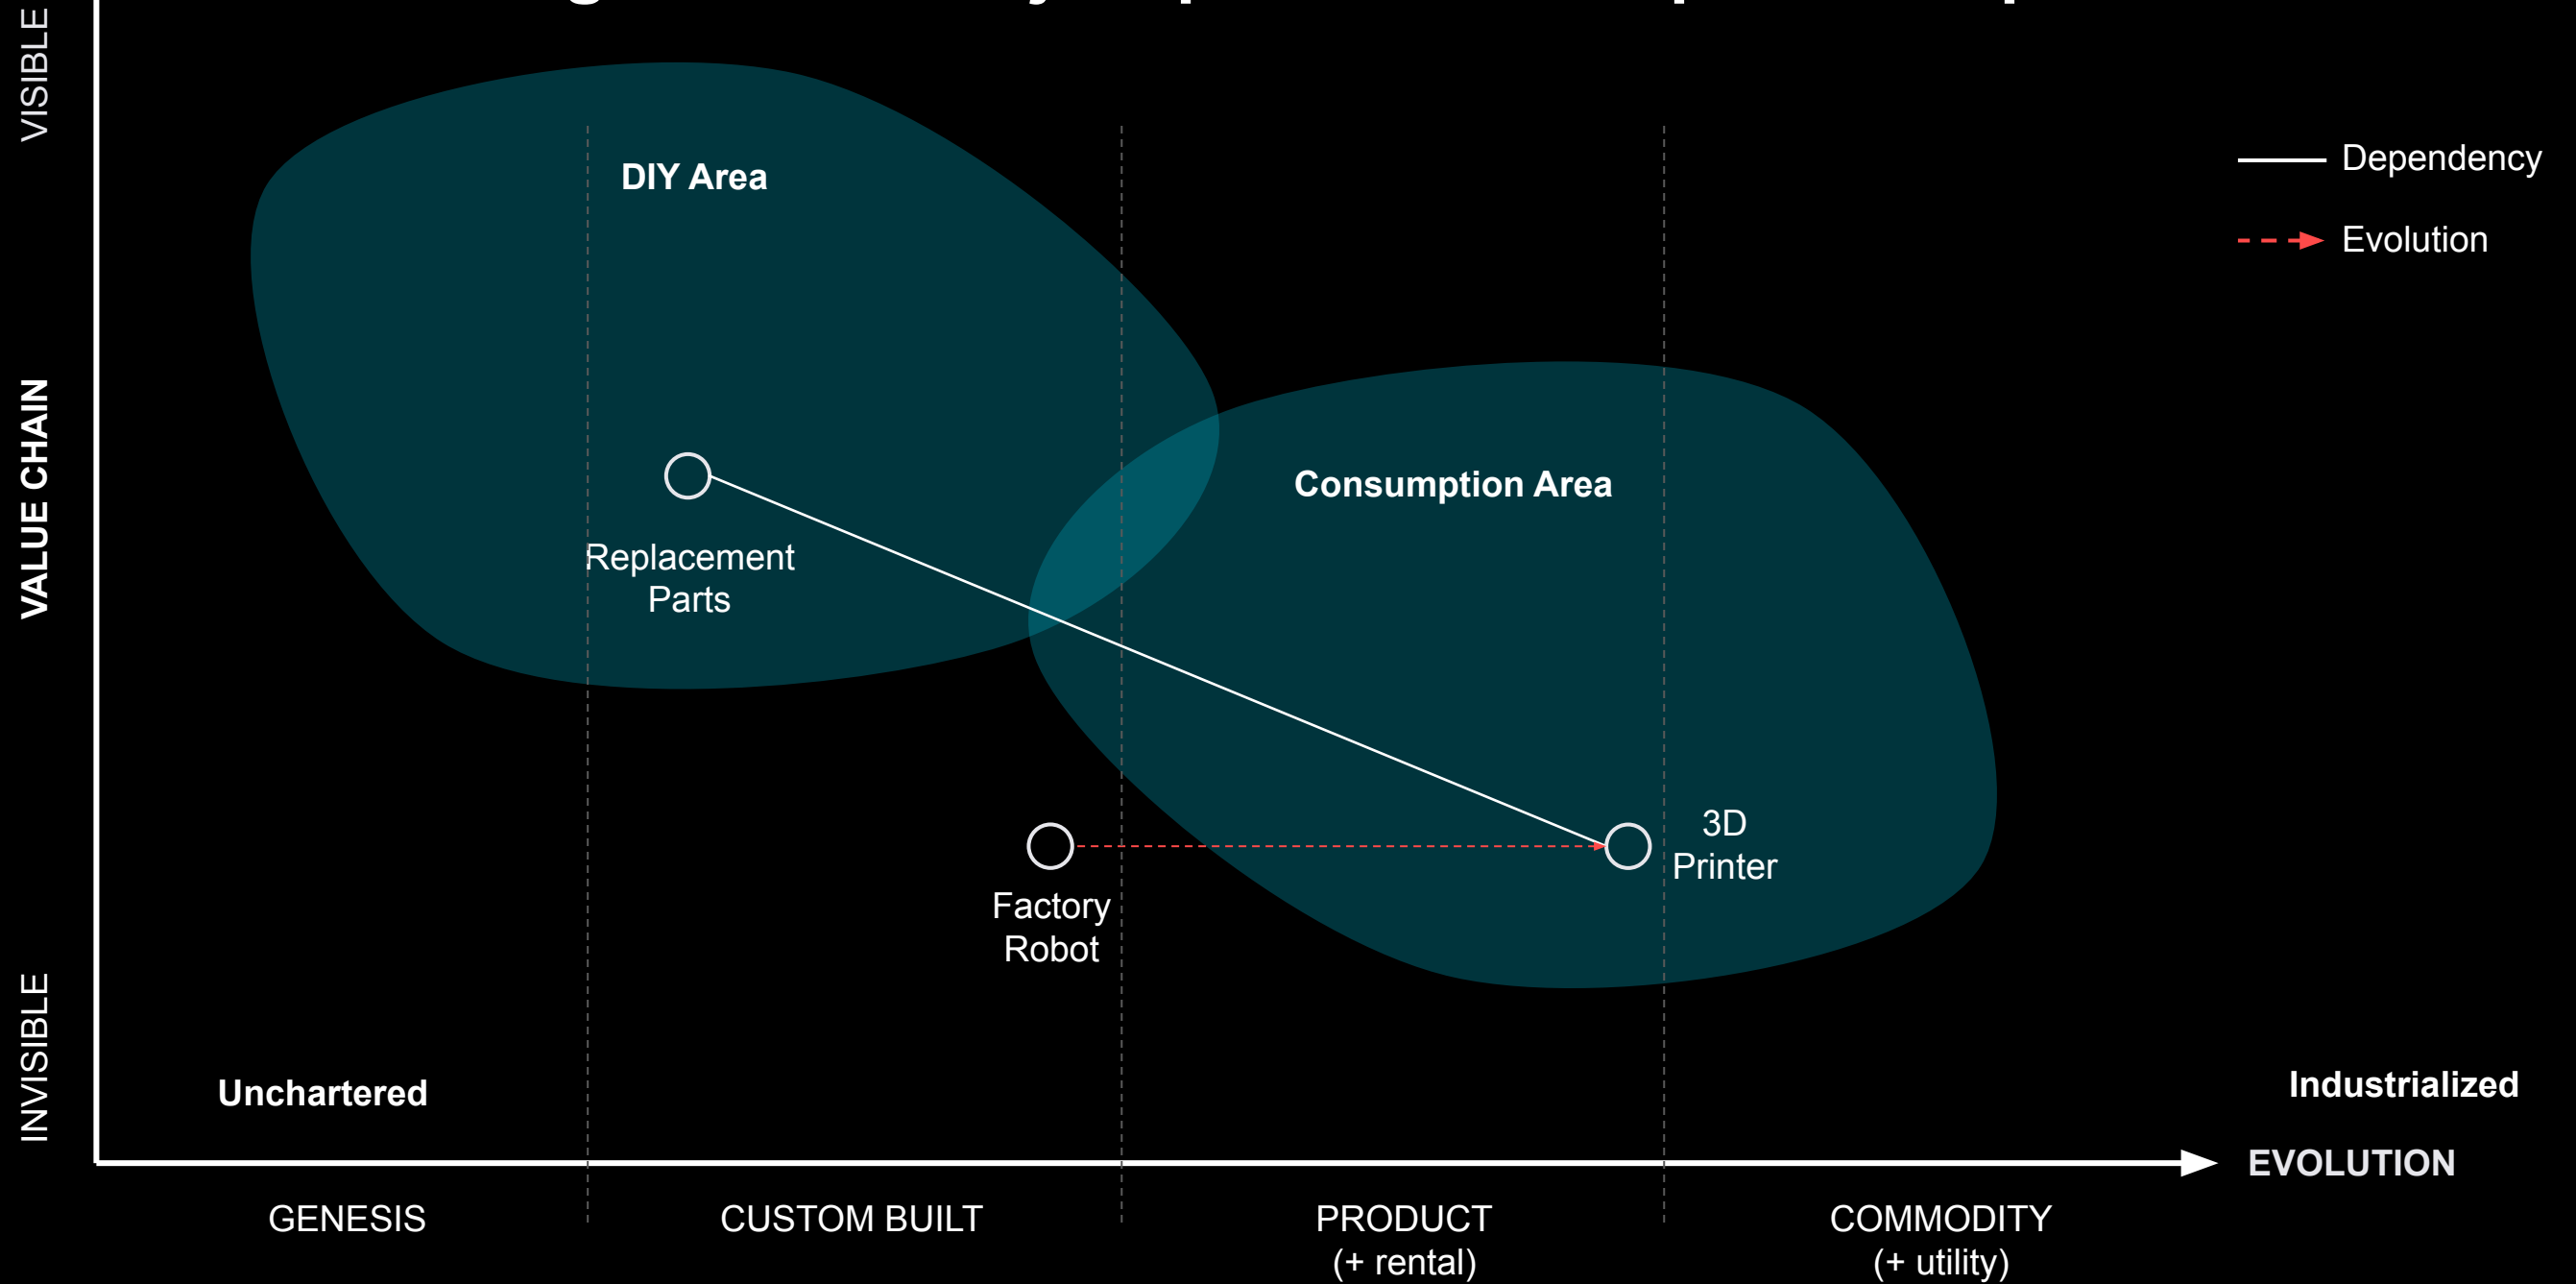 VISIBLE
DIY Area
Dependency
Evolution
VALUE CHAIN
Consumption Area
Replacement
Parts
3D
Printer
Factory
Robot
INVISIBLE
Unchartered
Industrialized
EVOLUTION
GENESIS
CUSTOM BUILT
PRODUCT
(+ rental)
COMMODITY
(+ utility)